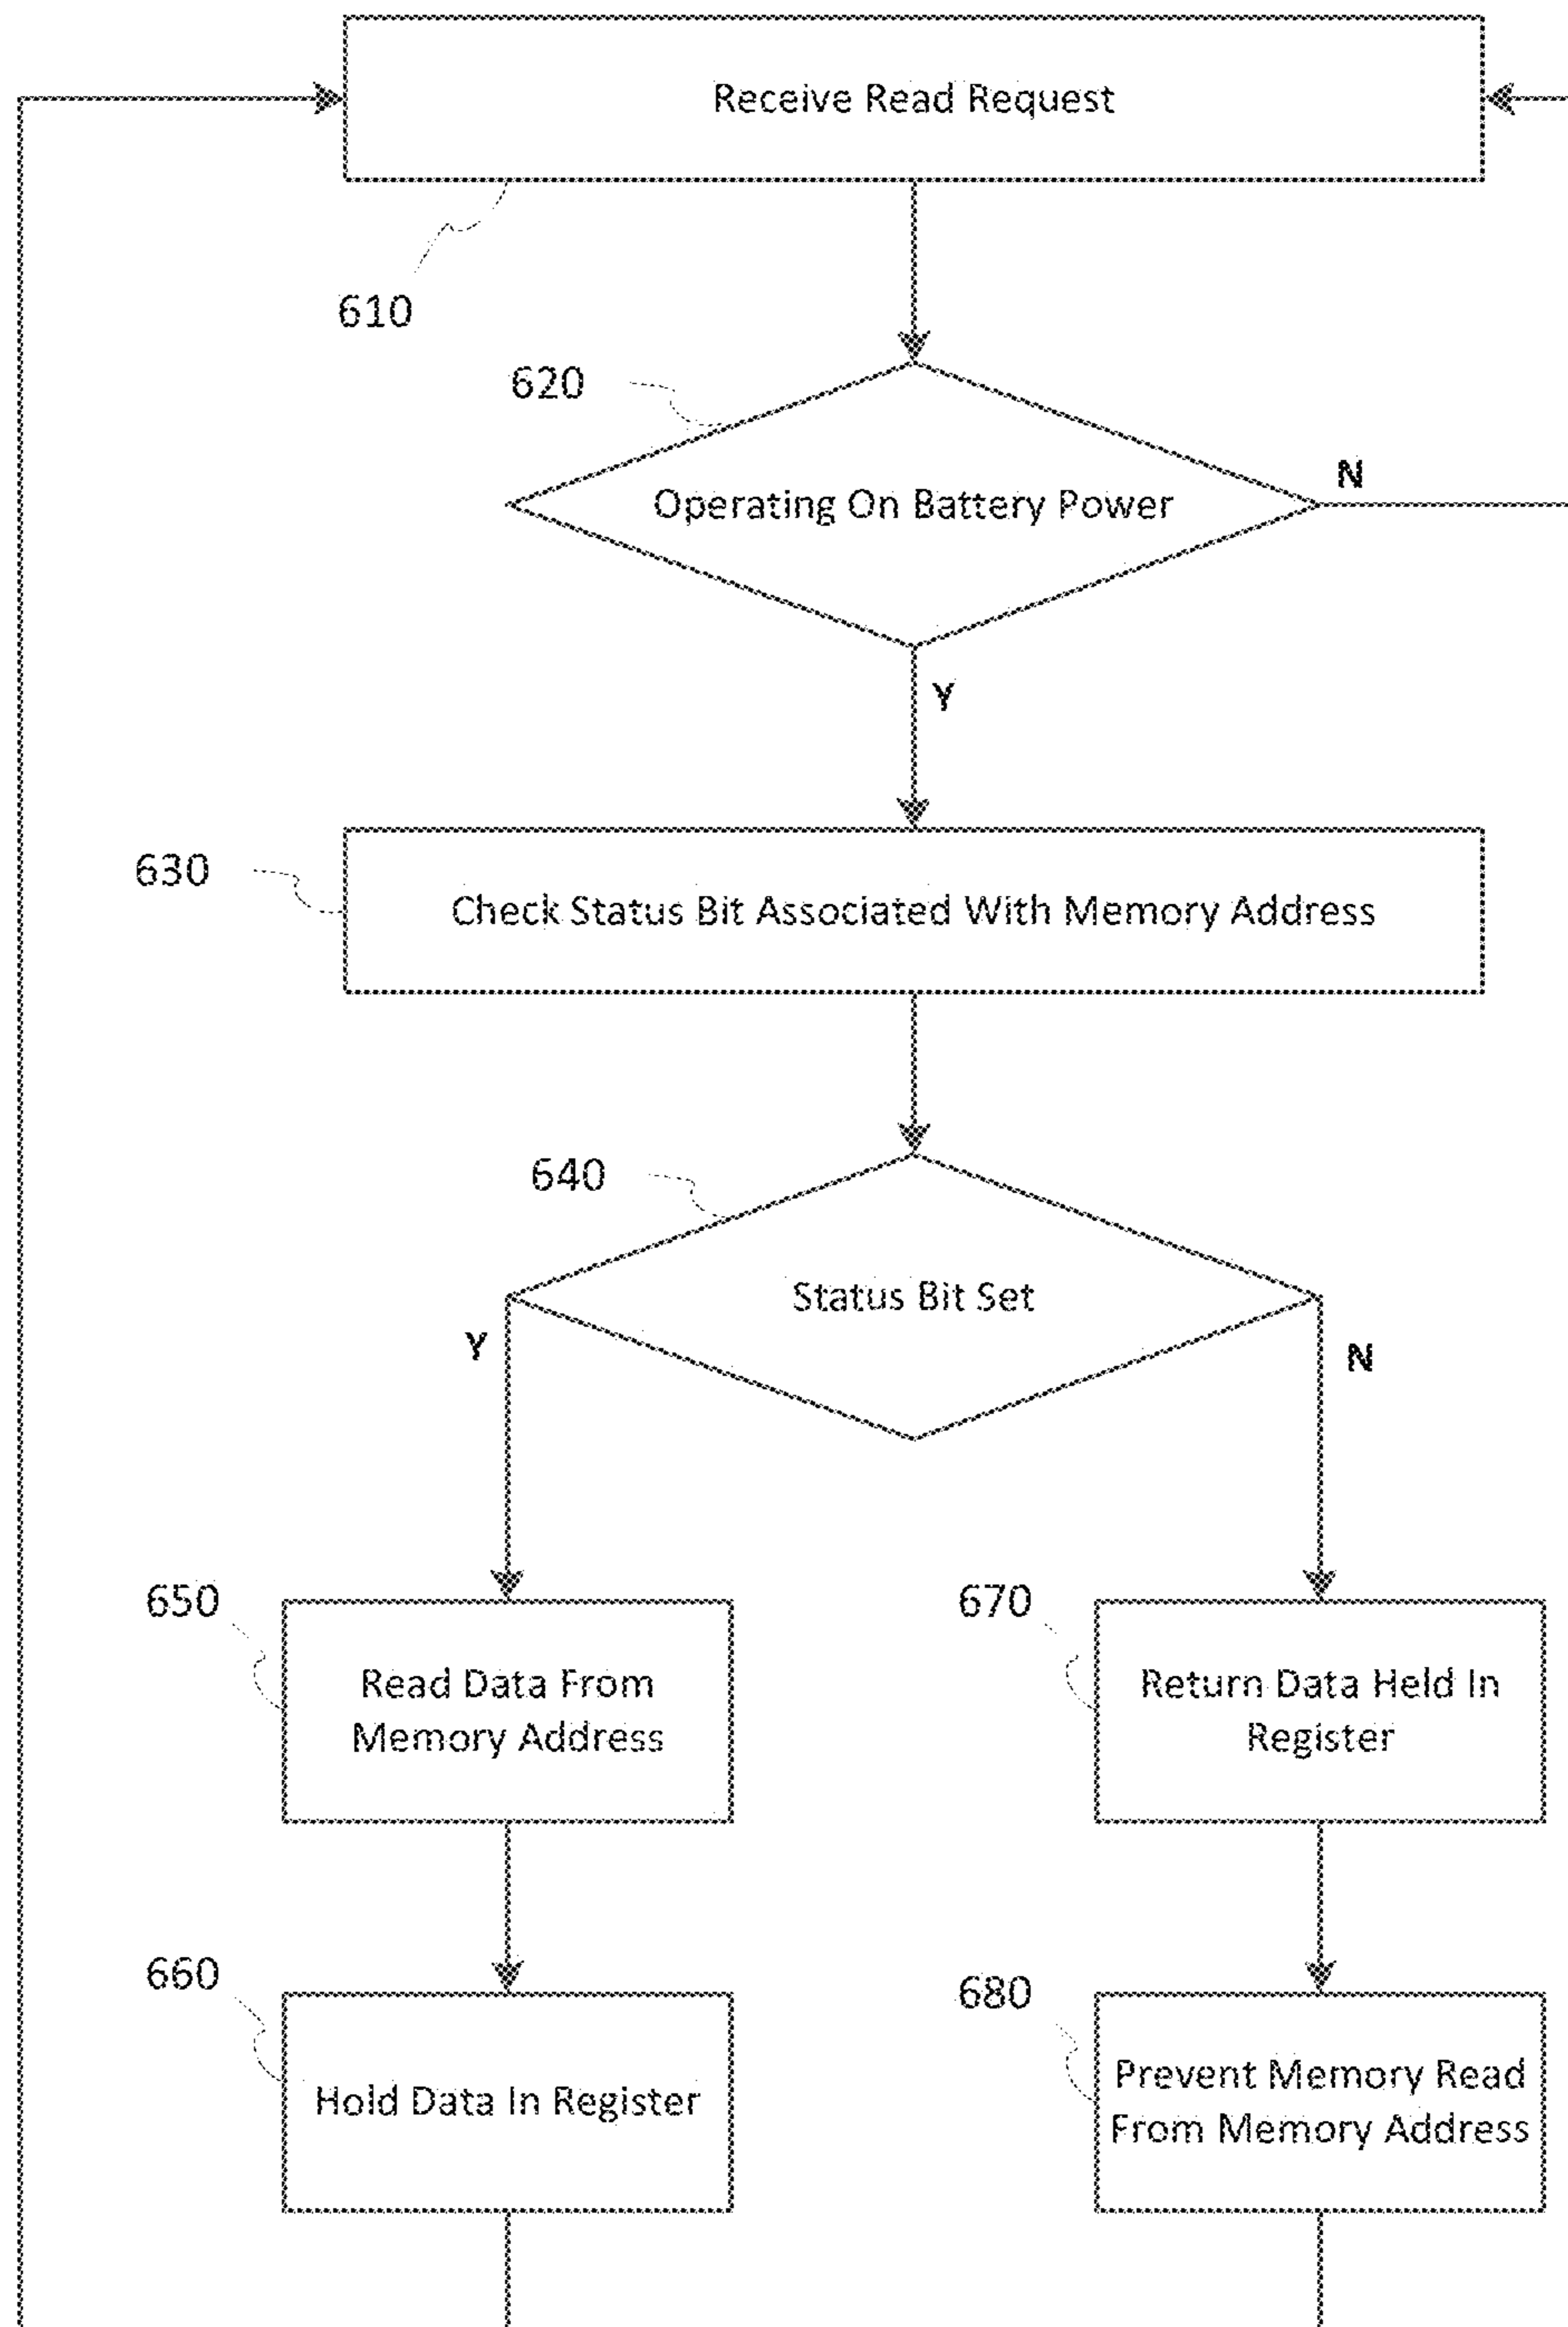 Receive Read Request
610
620
Operating On Battery Power
N
Y
630
Check Status Bit Associated With Memory Address
640
Status Bit Set
Y
N
650
Read Data From
Memory Address
670
Return Data Held In
Register
660
Hold Data In Register
680
Prevent Memory Read
From Memory Address